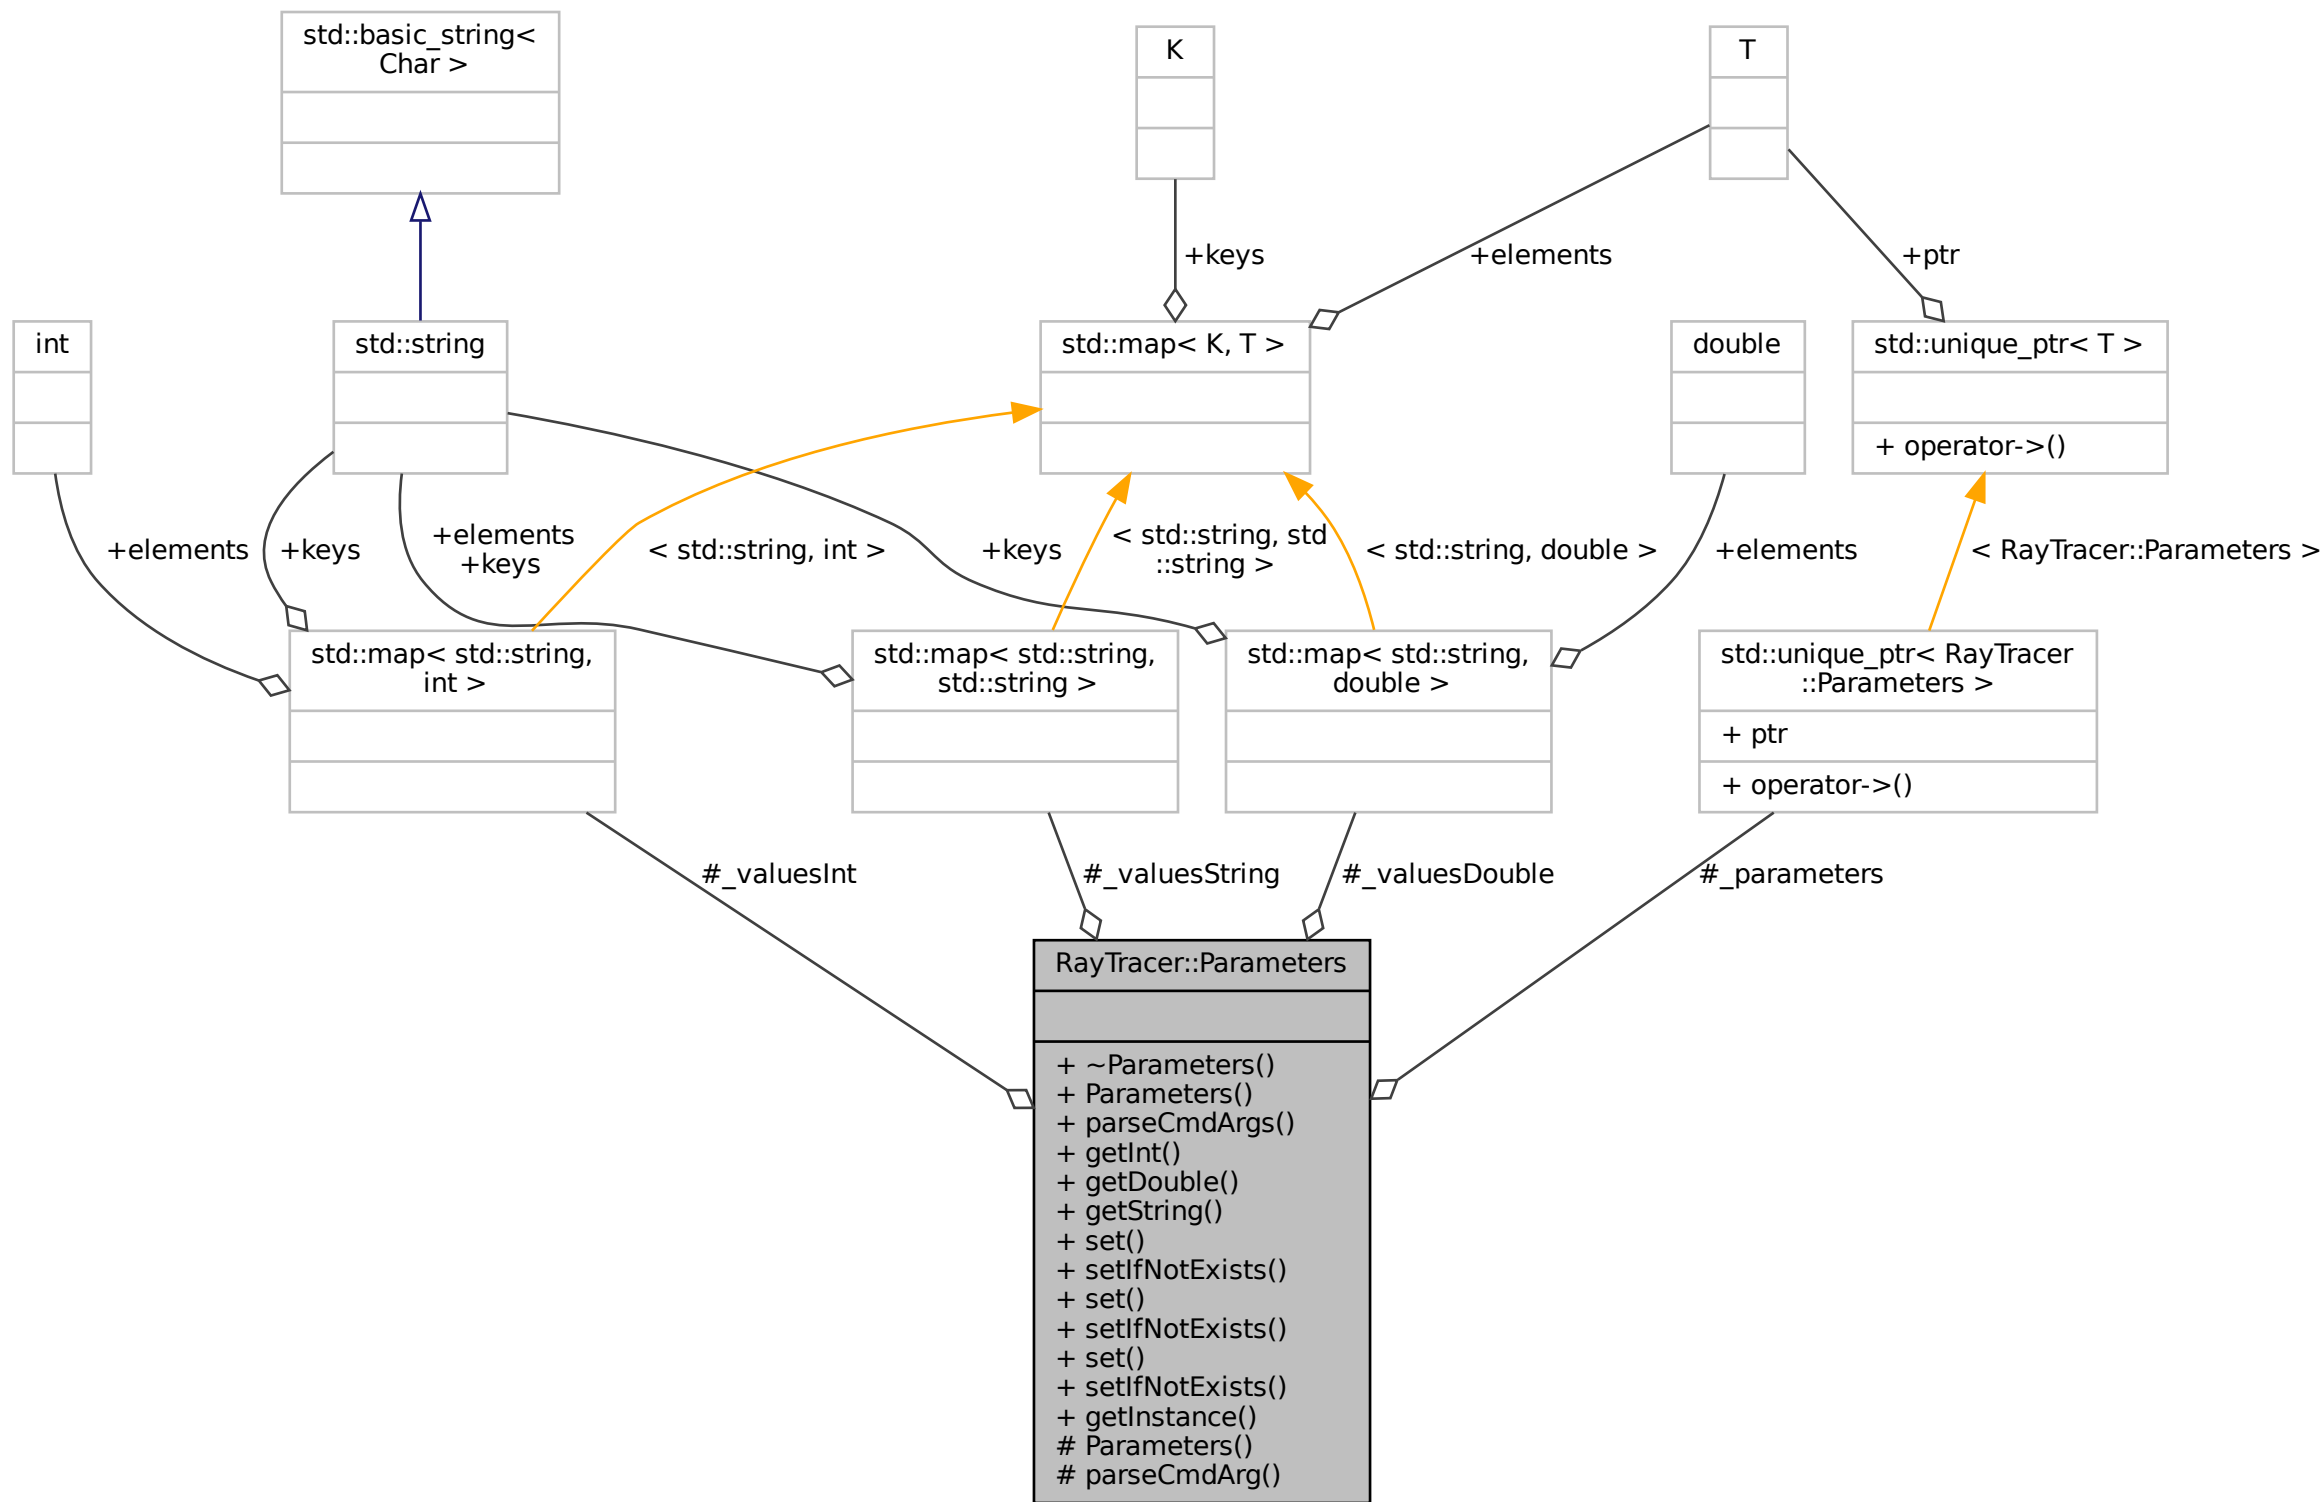 std::basic_string<
Char >
K
T
+keys
+elements
+ptr
int
std::string
std::map< K, T >
double
std::unique_ptr< T >
+ operator->()
+elements
+keys
+elements
+keys
< std::string, int >
+keys
< std::string, std
::string >
< std::string, double >
+elements
< RayTracer::Parameters >
std::map< std::string,
int >
std::map< std::string,
std::string >
std::map< std::string,
double >
std::unique_ptr< RayTracer
::Parameters >
+ ptr
+ operator->()
#_valuesInt
#_valuesString
#_valuesDouble
#_parameters
RayTracer::Parameters
+ ~Parameters()
+ Parameters()
+ parseCmdArgs()
+ getInt()
+ getDouble()
+ getString()
+ set()
+ setIfNotExists()
+ set()
+ setIfNotExists()
+ set()
+ setIfNotExists()
+ getInstance()
# Parameters()
# parseCmdArg()